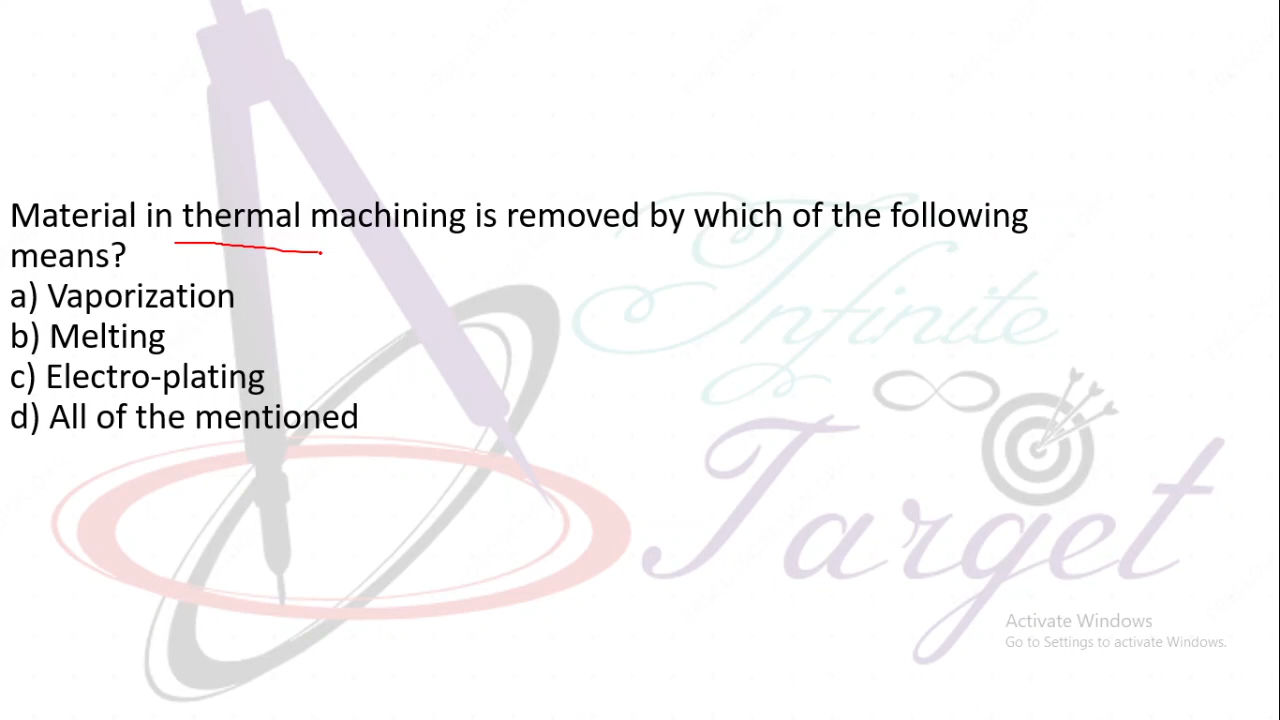 Material in thermal machining is removed by which of the following
means?
a) Vaporization
b) Melting
c) Electro-plating
d) All of the mentioned
Infinite
Target
Activate Windows
Go to Settings to activate Windows.